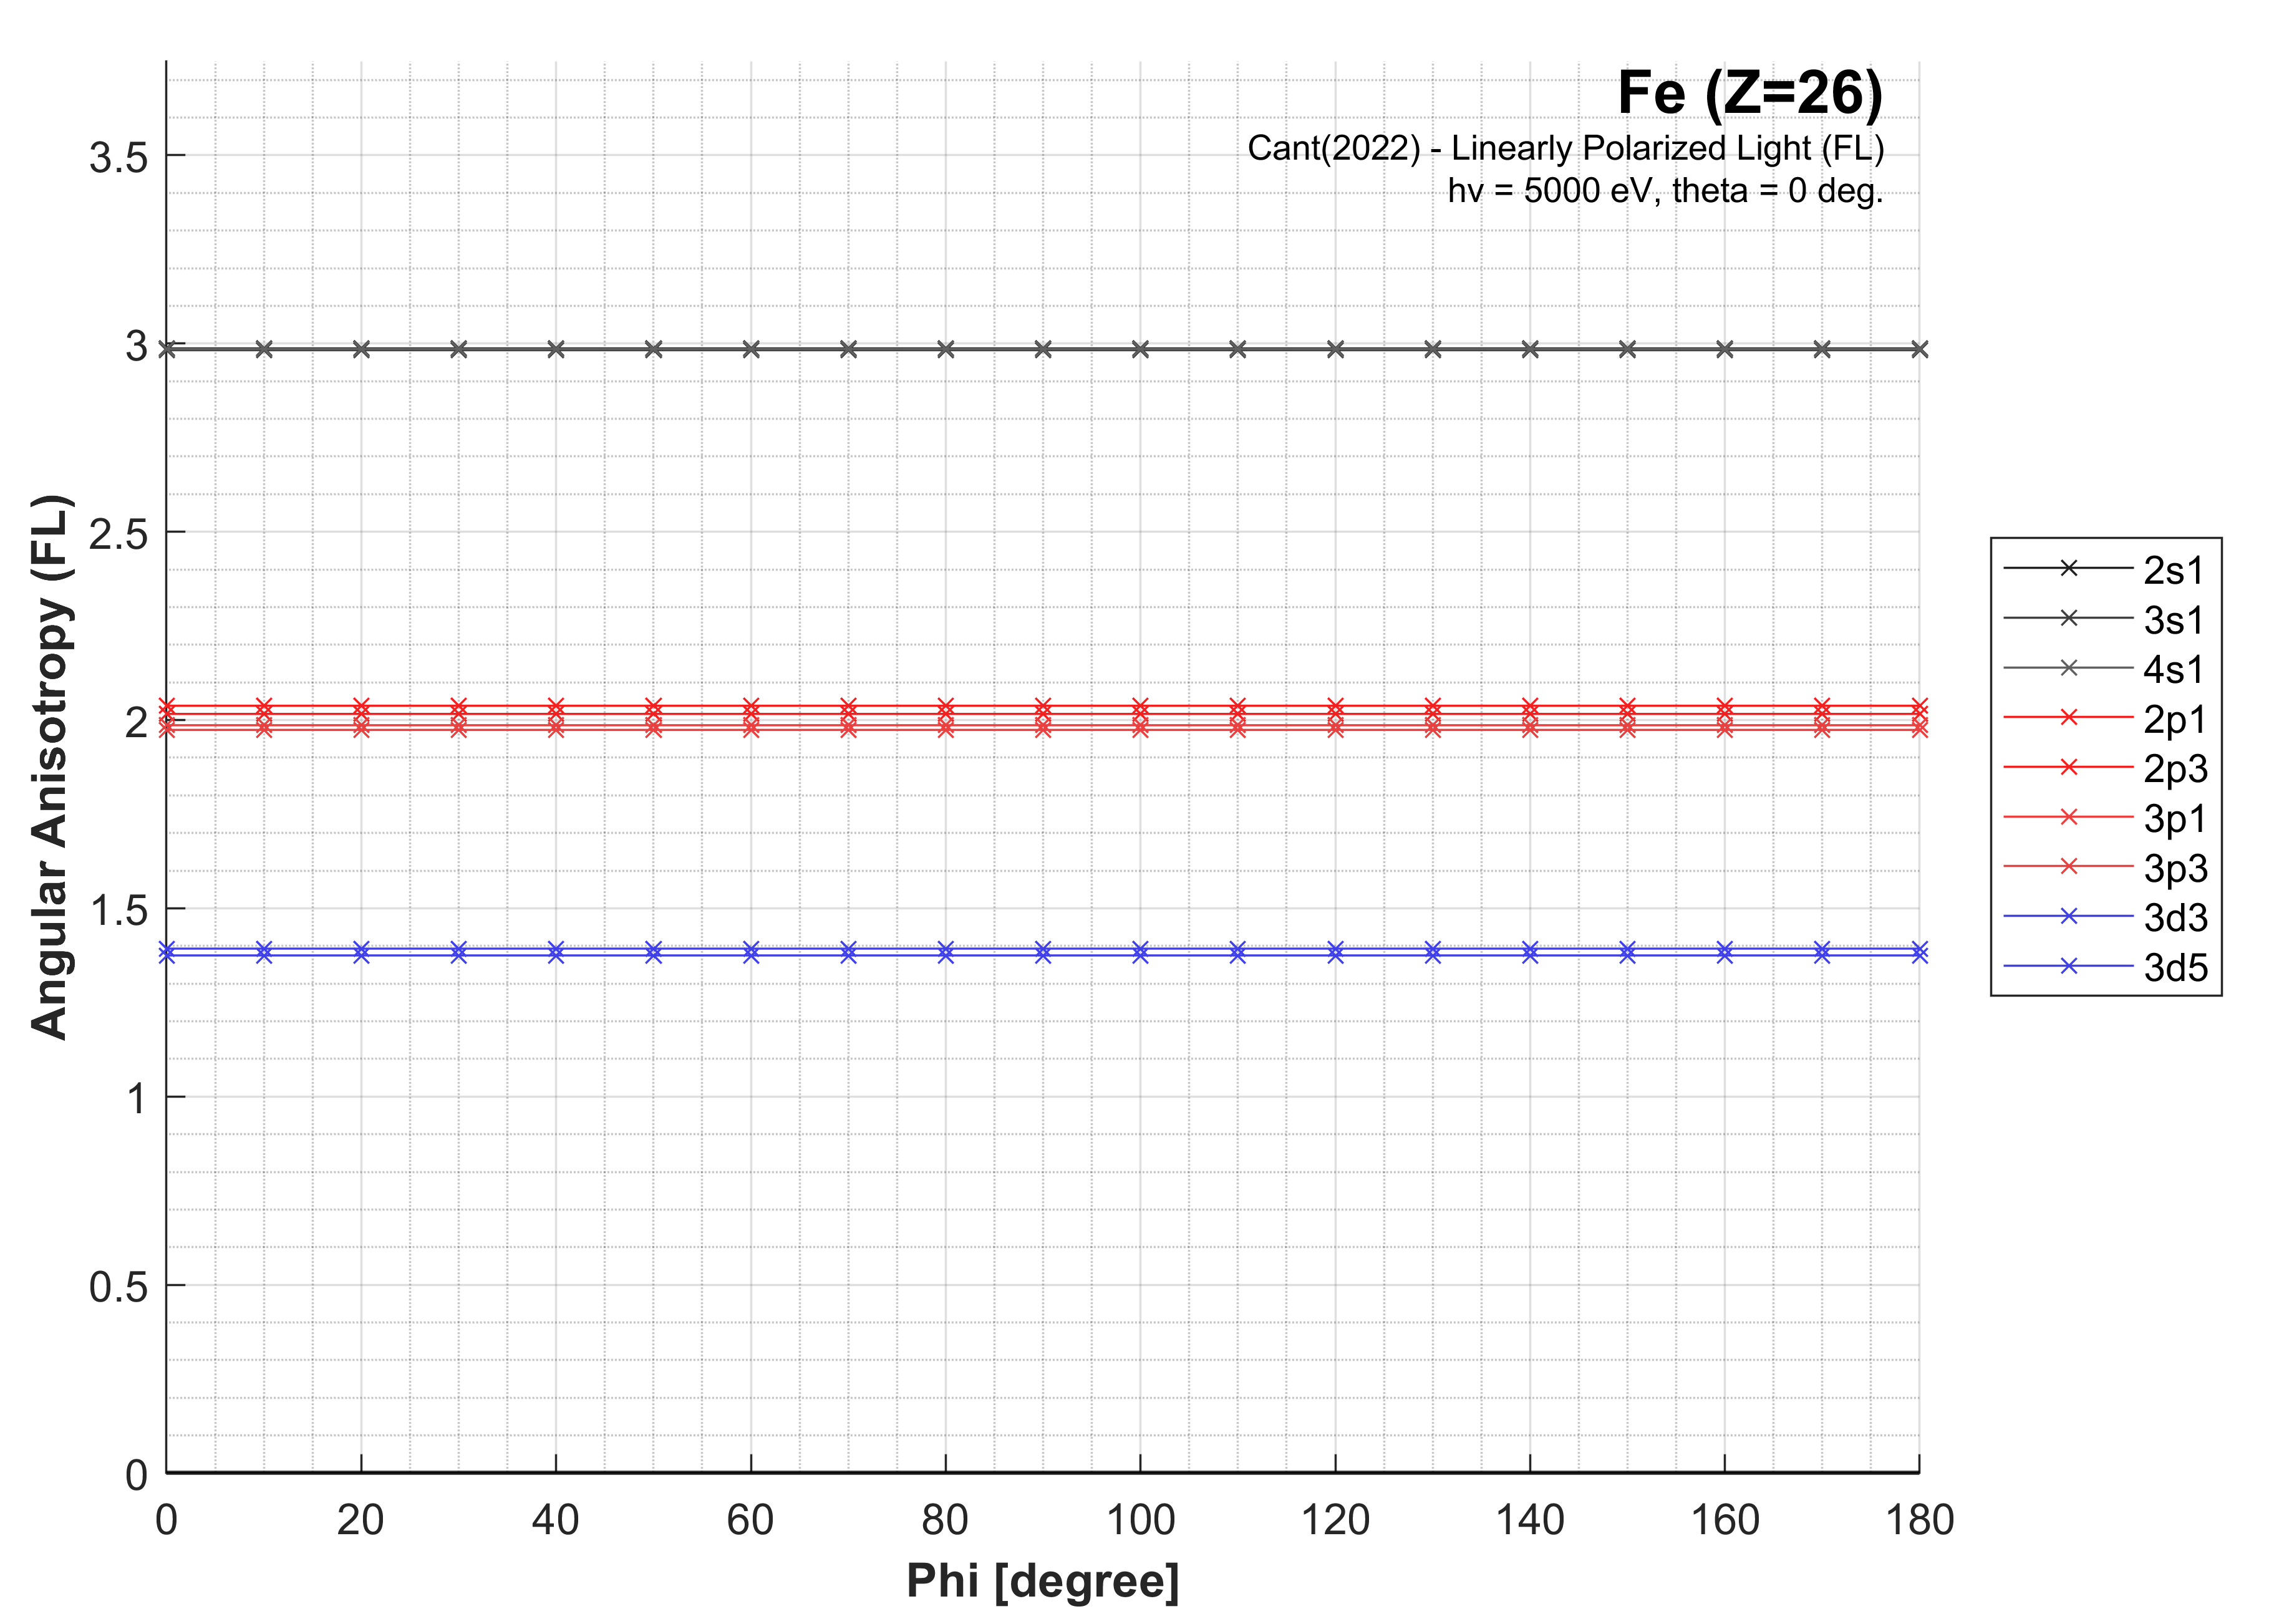 Fe (Z=26)
Cant(2022) - Linearly Polarized Light (FL)
hv = 5000 eV, theta = 0 deg.
Angular Anisotropy (FL)
3.5
3
2.5
2
1.5
1
0.5
0
0 20 40 60 80 100 120 140 160 180
Phi [degree]
2s1
3s1
4s1
2p1
2p3
3p1
3p3
3d3
3d5